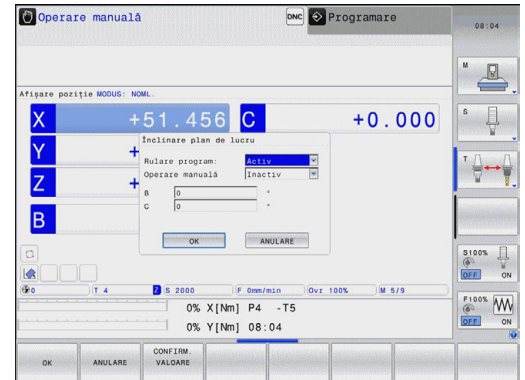 Operare manuală
DNC
Programare
08:04
Afişare poziţie MODUS: NOML.
X +51.456 C +0.000
Y +
Z +
B
Înclinare plan de lucru
Rulare program: Activ
Operare manuală Inactiv
B 0 °
C 0 °
OK ANULARE
M
S
T
S100%
OFF ON
F100%
OFF ON
0 T 4 Z S 2000 F 0mm/min Ovr 100% M 5/9
0% X[Nm] P4 -T5
0% Y[Nm] 08:04
OK
ANULARE
CONFIRM. VALOARE